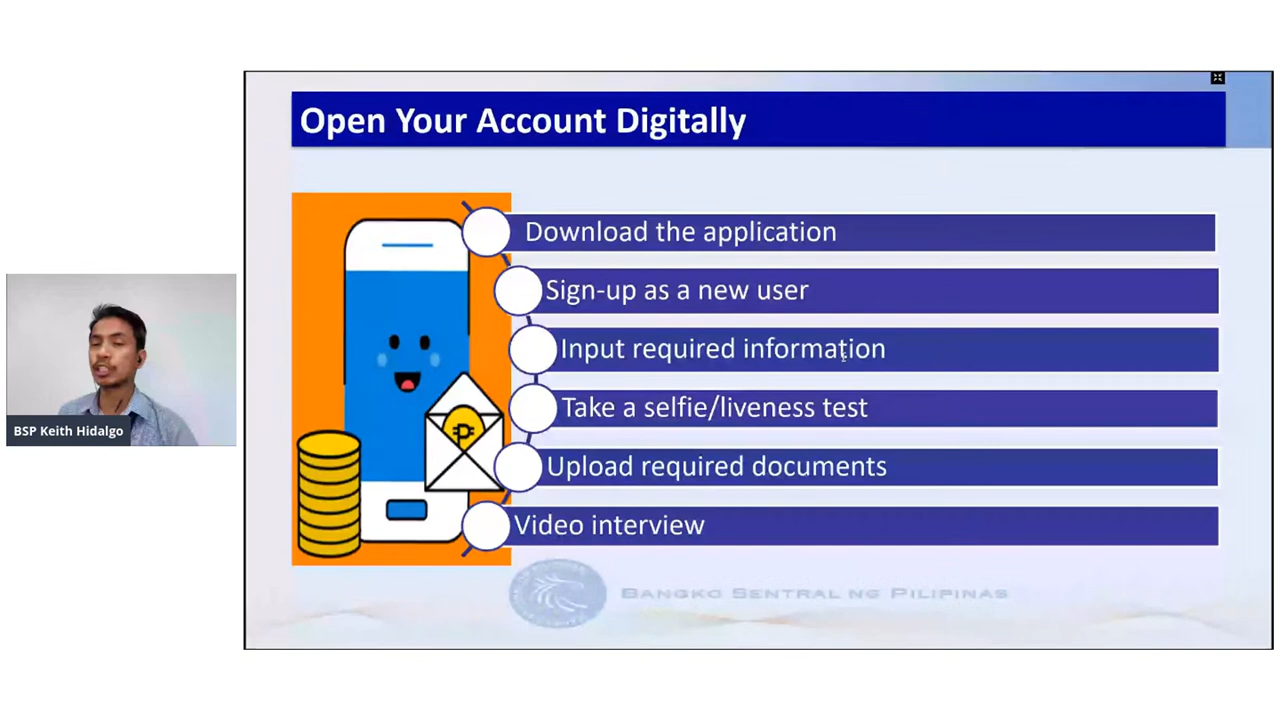 Open Your Account Digitally
Download the application
Sign-up as a new user
Input required information
Take a selfie/liveness test
Upload required documents
Video interview
BSP Keith Hidalgo
BANGKO SENTRAL NG PILIPINAS